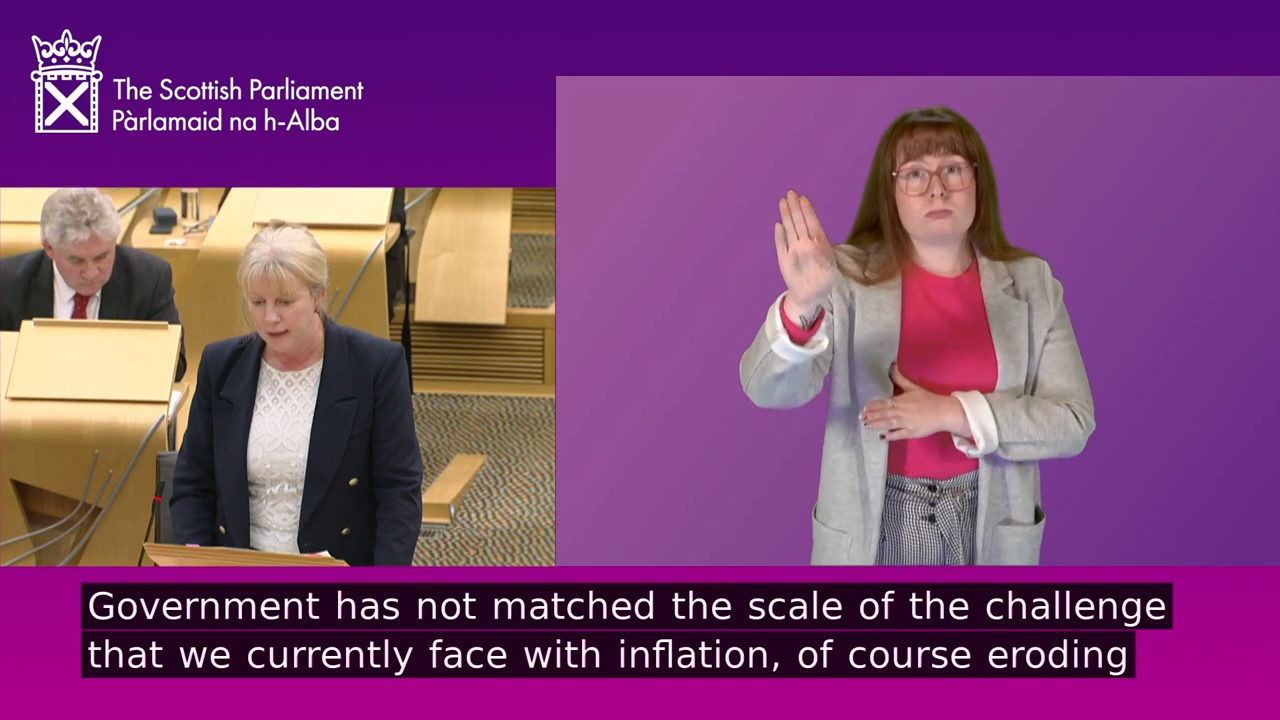 The Scottish Parliament
Pàrlamaid na h-Alba
Government has not matched the scale of the challenge
that we currently face with inflation, of course eroding